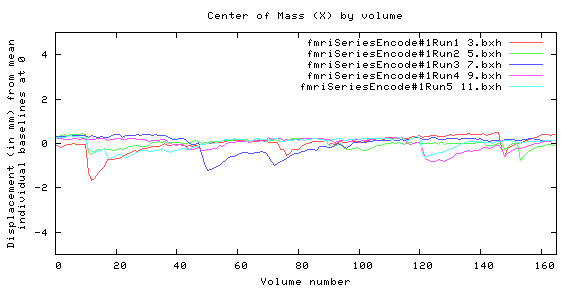 Center of Mass (X) by volume
fmriSeriesEncode#1Run1 3.bxh
fmriSeriesEncode#1Run2 5.bxh
fmriSeriesEncode#1Run3 7.bxh
fmriSeriesEncode#1Run4 9.bxh
fmriSeriesEncode#1Run5 11.bxh
Displacement (in mm) from mean
individual baselines at 0
4
2
0
-2
-4
0 20 40 60 80 100 120 140 160
Volume number